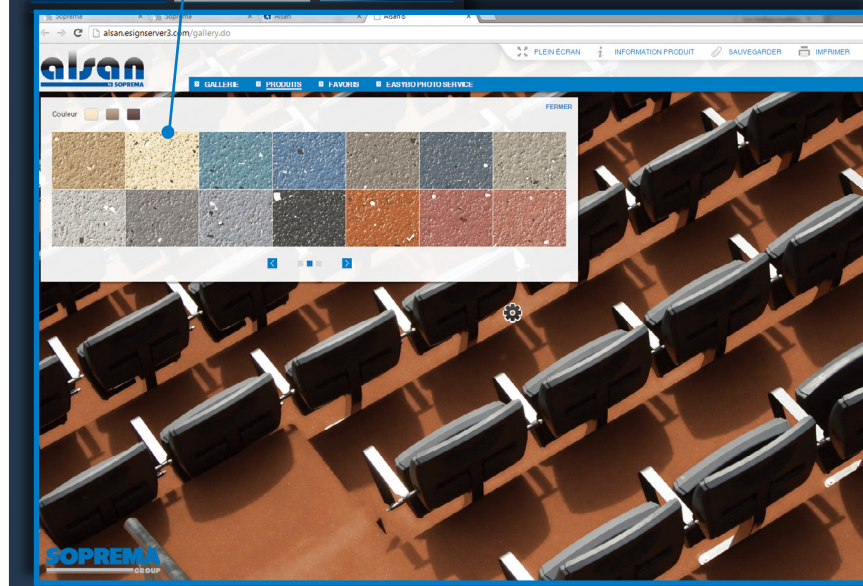 Soprema
Soprema
Alsan
Alsan®
alsan.esignserver3.com/gallery.do
PLEIN ÉCRAN
INFORMATION PRODUIT
SAUVEGARDER
IMPRIMER
alsan
BY SOPREMA
GALLERIE
PRODUITS
FAVORIS
EASYBO PHOTO SERVICE
FERMER
Couleur
SOPREMA
GROUP